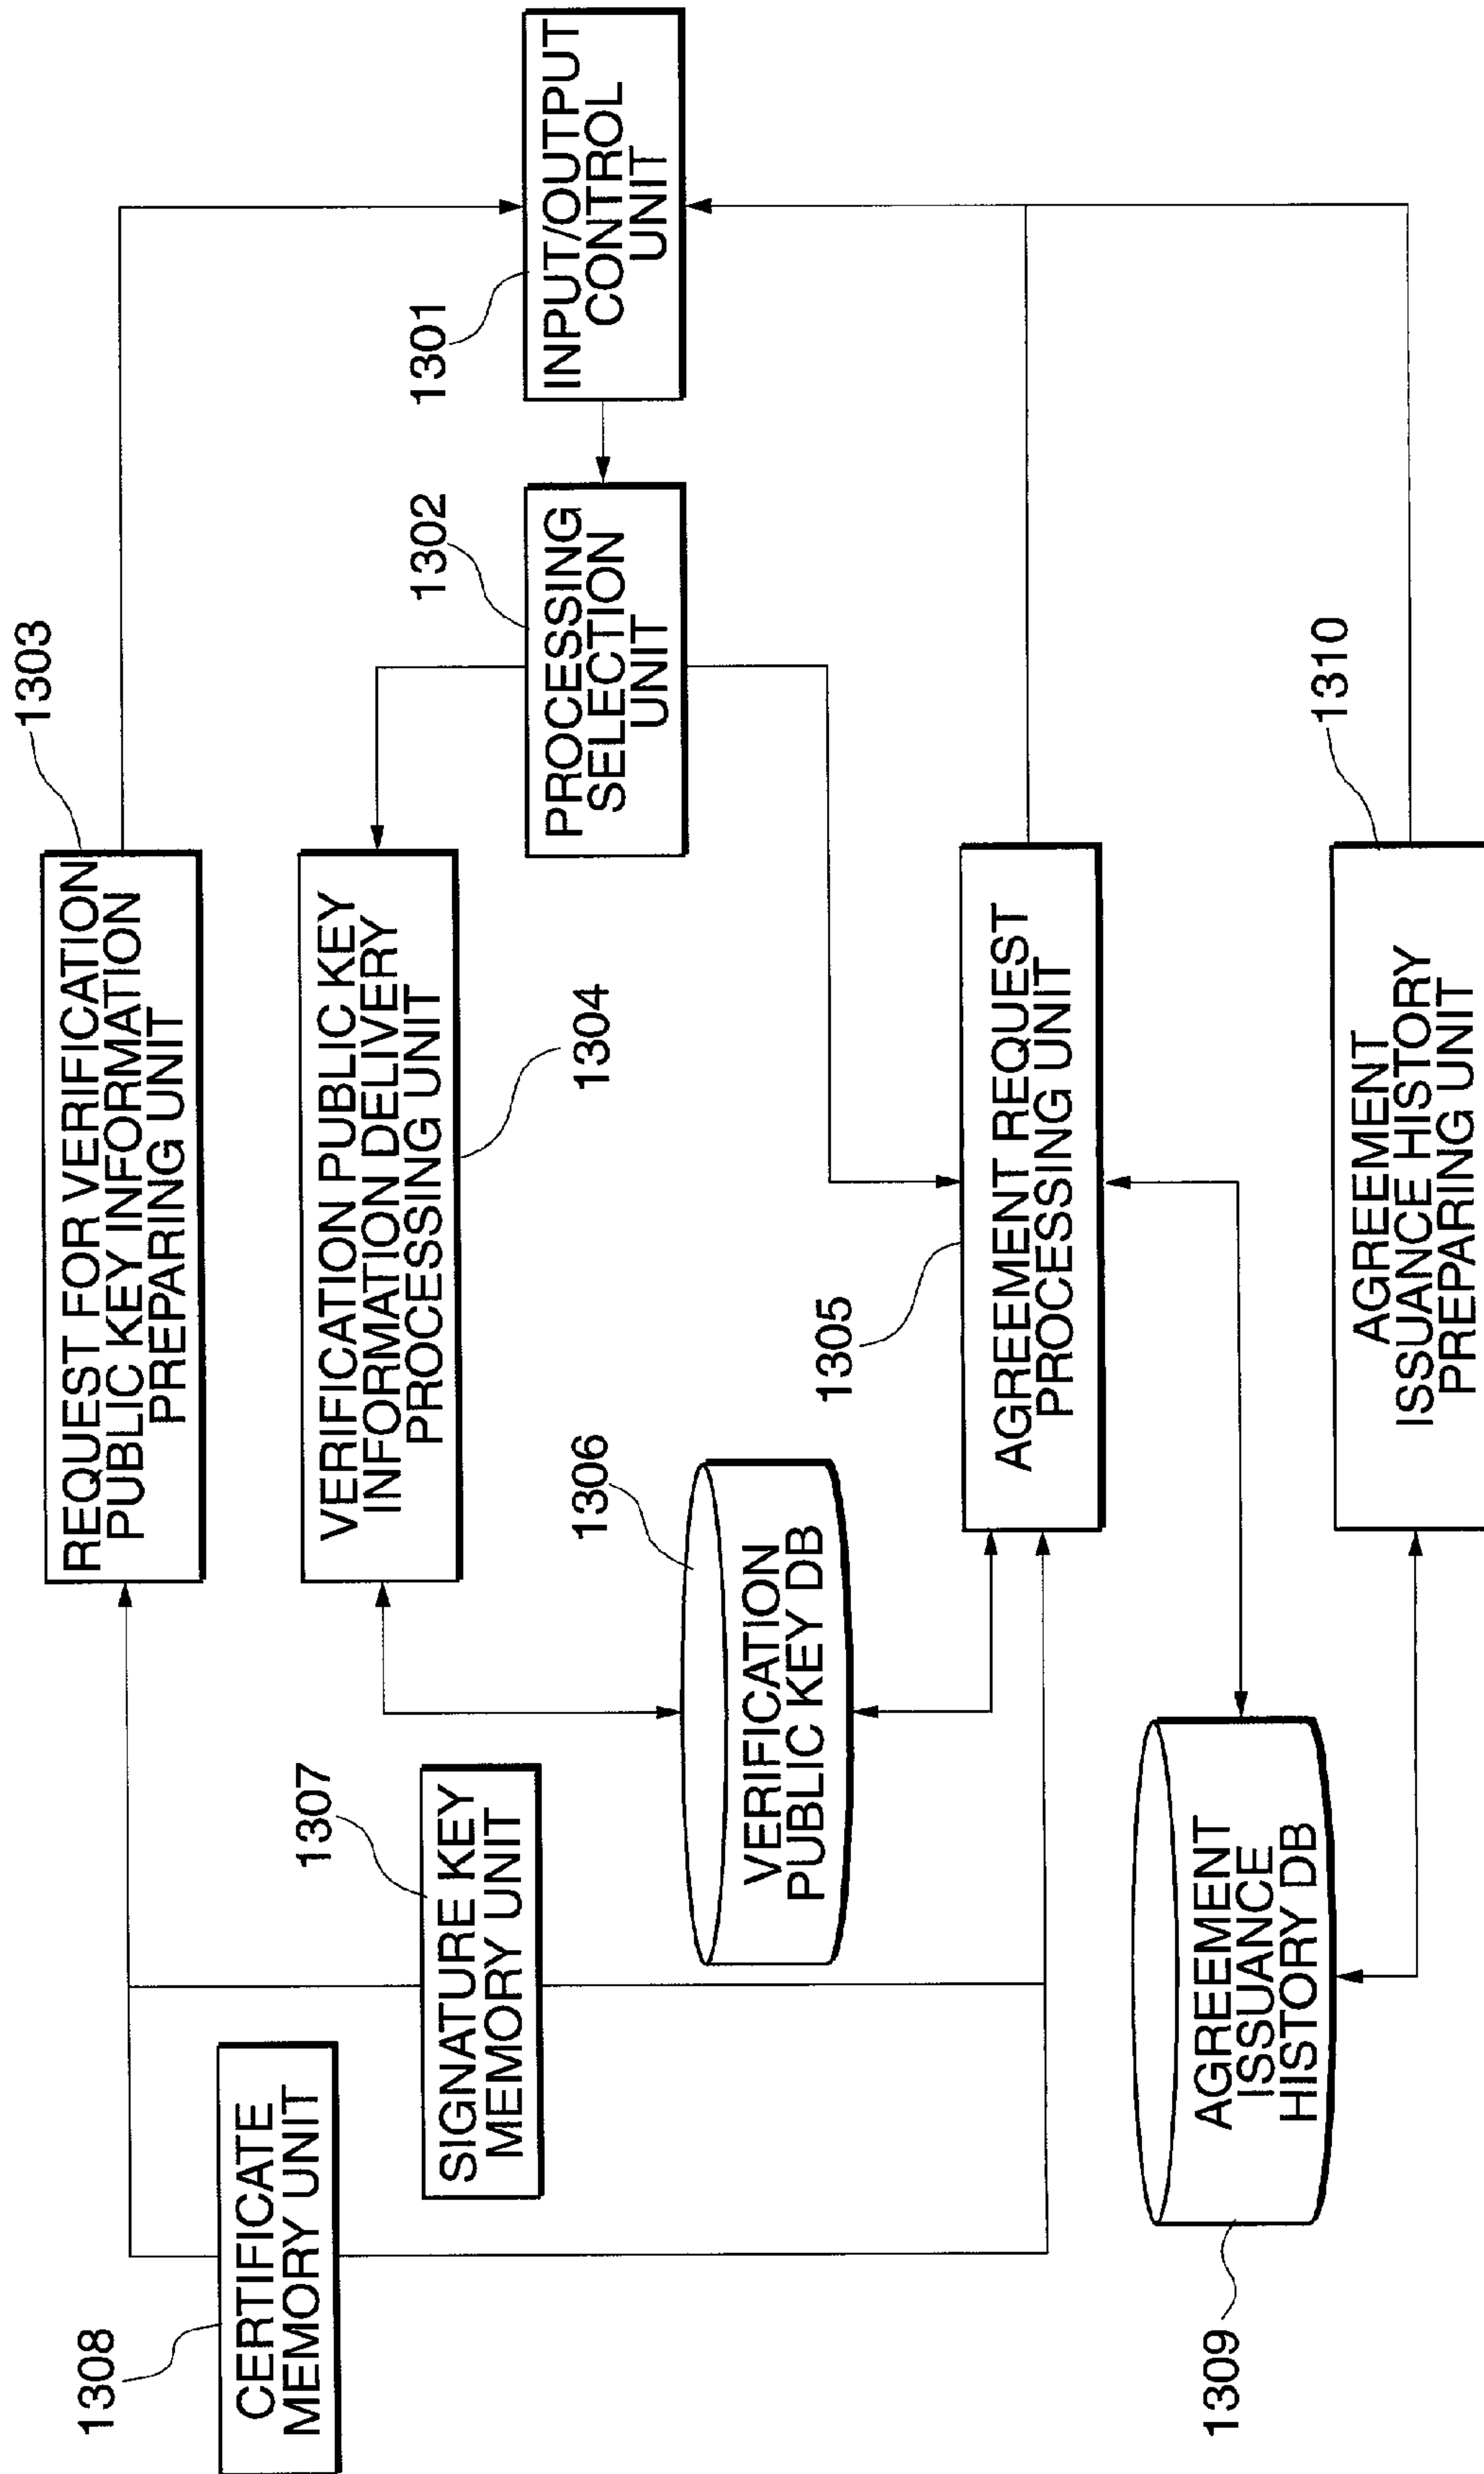 1303
REQUEST FOR VERIFICATION
PUBLIC KEY INFORMATION
PREPARING UNIT
1308
CERTIFICATE
MEMORY UNIT
1307
SIGNATURE KEY
MEMORY UNIT
VERIFICATION PUBLIC KEY
INFORMATION DELIVERY
PROCESSING UNIT
1304
1302
PROCESSING
SELECTION
UNIT
1301
INPUT/OUTPUT
CONTROL
UNIT
1306
VERIFICATION
PUBLIC KEY DB
1305
AGREEMENT REQUEST
PROCESSING UNIT
1309
AGREEMENT
ISSUANCE
HISTORY DB
1310
AGREEMENT
ISSUANCE HISTORY
PREPARING UNIT